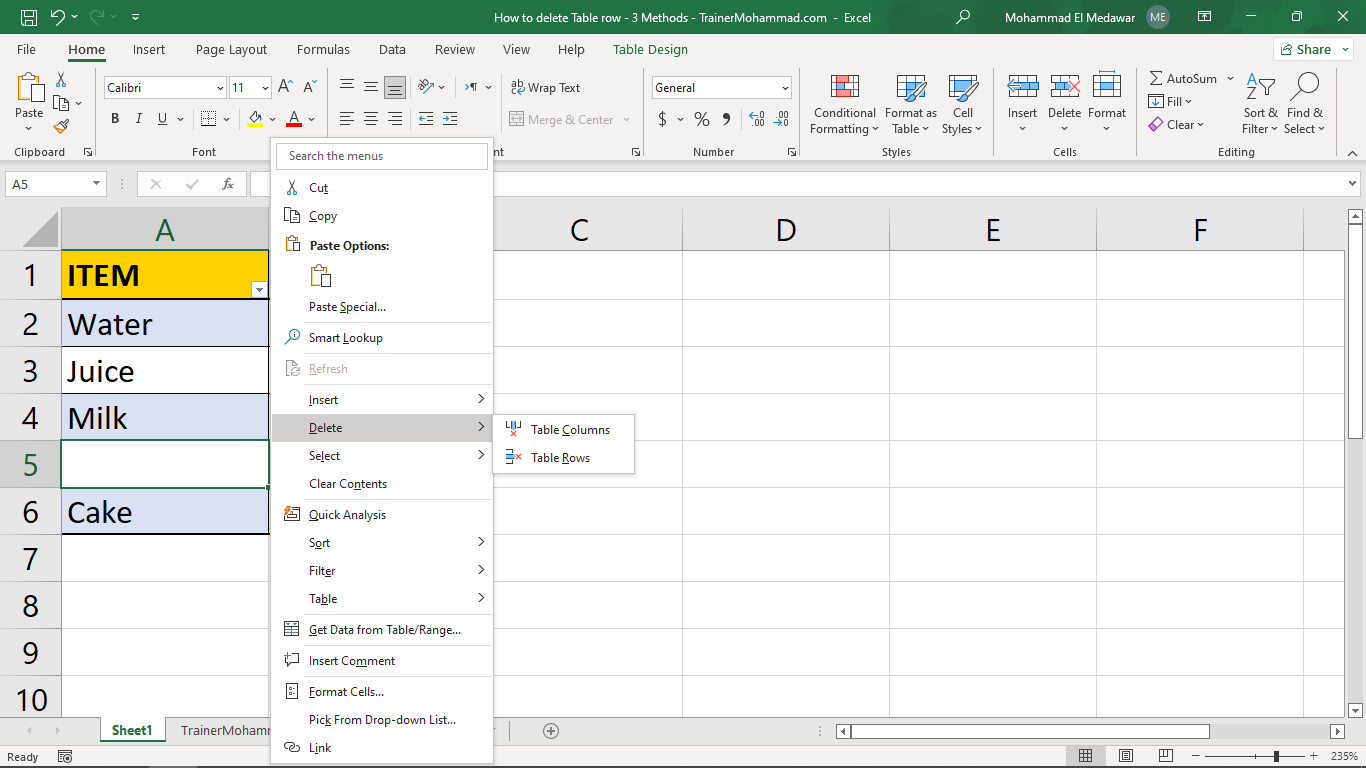 How to delete Table row - 3 Methods - TrainerMohammad.com - Excel
Mohammad El Medawar
ME
File
Home
Insert
Page Layout
Formulas
Data
Review
View
Help
Table Design
Share
Paste
Clipboard
Calibri
11
B I U
Font
Wrap Text
Merge & Center
nt
General
$ % 9
Number
Conditional Formatting
Format as Table
Cell Styles
Styles
Insert
Delete
Format
Cells
AutoSum
Fill
Clear
Sort & Filter
Find & Select
Editing
A5
fx
A
C
D
E
F
1 ITEM
2 Water
3 Juice
4 Milk
5
6 Cake
7
8
9
10
Search the menus
Cut
Copy
Paste Options:
Paste Special...
Smart Lookup
Refresh
Insert
Delete
Select
Clear Contents
Quick Analysis
Sort
Filter
Table
Get Data from Table/Range...
Insert Comment
Format Cells...
Pick From Drop-down List...
Link
Table Columns
Table Rows
Sheet1
TrainerMohamm
Ready
235%